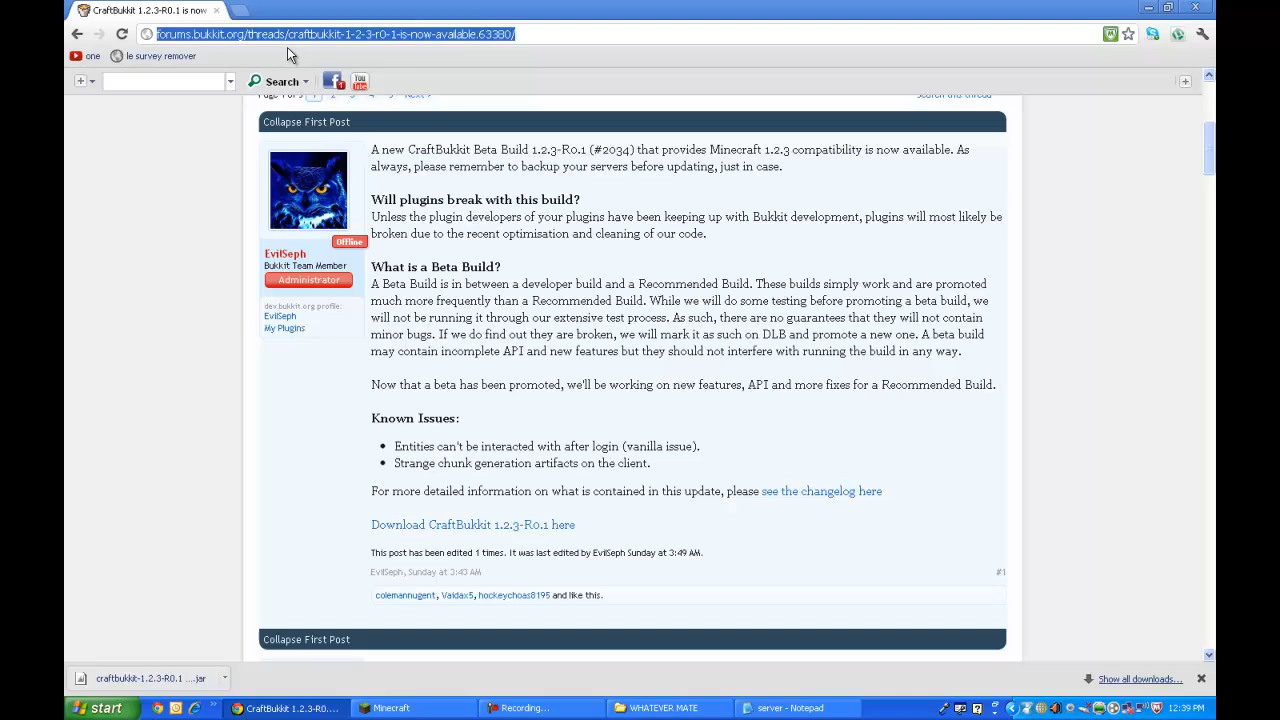 CraftBukkit 1.2.3-R0.1 is now
forums.bukkit.org/threads/craftbukkit-1-2-3-r0-1-is-now-available.63380/
one
le survey remover
Search
1
You Tube
Page 1 of 5 1 2 3 4 5 Next >
Search this thread
Collapse First Post
Offline
EvilSeph
Bukkit Team Member
Administrator
dev.bukkit.org profile:
EvilSeph
My Plugins
A new CraftBukkit Beta Build 1.2.3-R0.1 (#2034) that provides Minecraft 1.2.3 compatibility is now available. As
always, please remember to backup your servers before updating, just in case.
Will plugins break with this build?
Unless the plugin developers of your plugins have been keeping up with Bukkit development, plugins will most likely be
broken due to the recent optimisation and cleaning of our code.
What is a Beta Build?
A Beta Build is in between a developer build and a Recommended Build. These builds simply work and are promoted
much more frequently than a Recommended Build. While we will do some testing before promoting a beta build, we
will not be running it through our extensive test process. As such, there are no guarantees that they will not contain
minor bugs. If we do find out they are broken, we will mark it as such on DLB and promote a new one. A beta build
may contain incomplete API and new features but they should not interfere with running the build in any way.
Now that a beta has been promoted, we'll be working on new features, API and more fixes for a Recommended Build.
Known Issues:
Entities can't be interacted with after login (vanilla issue).
Strange chunk generation artifacts on the client.
For more detailed information on what is contained in this update, please see the changelog here
Download CraftBukkit 1.2.3-R0.1 here
This post has been edited 1 times. It was last edited by EvilSeph Sunday at 3:49 AM.
EvilSeph, Sunday at 3:43 AM
#1
colemannugent, Vaidax5, hockeychoas8195 and like this.
Collapse First Post
craftbukkit-1.2.3-R0.1 ....jar
Show all downloads...
start
CraftBukkit 1.2.3-R0....
Minecraft
Recording...
WHATEVER MATE
server - Notepad
12:39 PM